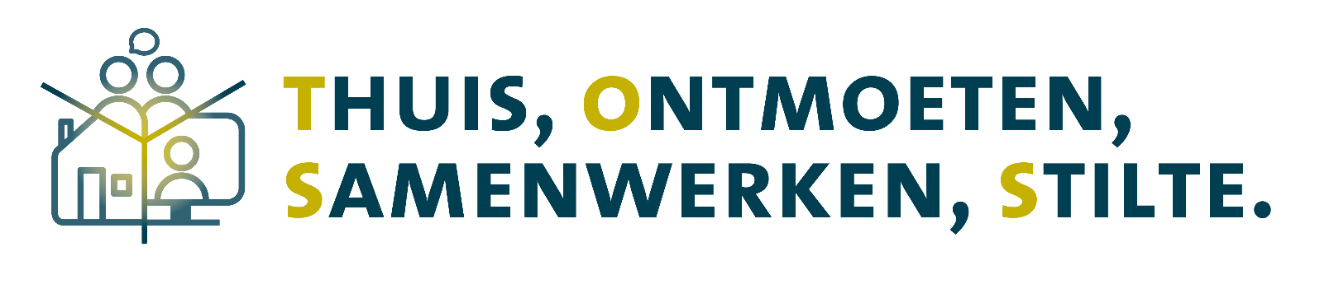 THUIS, ONTMOETEN,
SAMENWERKEN, STILTE.